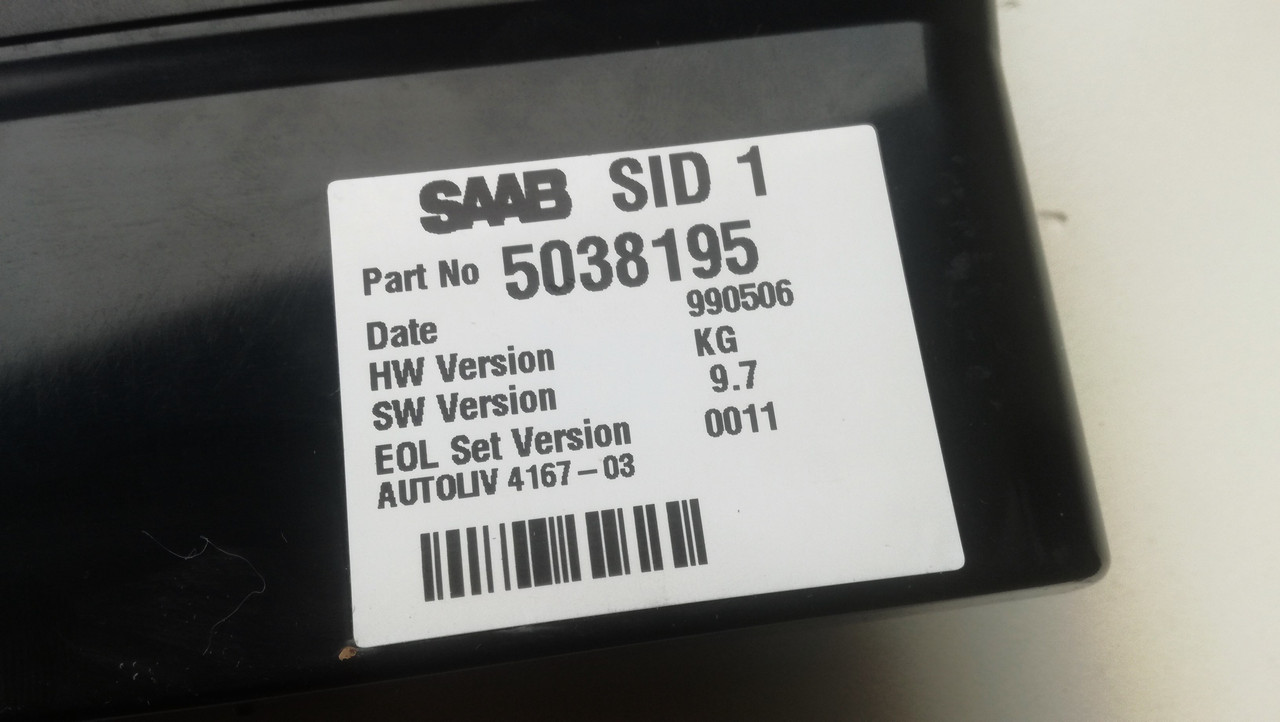 SAAB SID 1
Part No 5038195
Date 990506
HW Version KG
SW Version 9.7
EOL Set Version 0011
AUTOLIV 4167-03